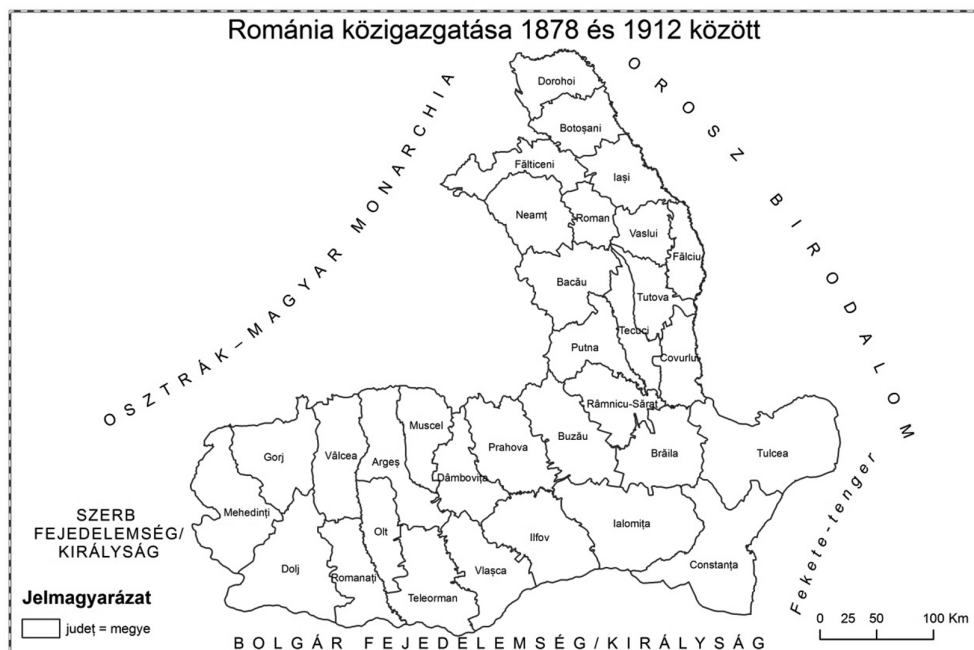 Románia közigazgatása 1878 és 1912 között
OSZTRÁK–MAGYAR MONARCHIA
OROSZ BIRODALOM
Dorohoi
Botoșani
Fălticeni
Iași
Neamț
Roman
Vaslui
Fălciu
Bacău
Tutova
Tecuci
Putna
Covurlui
Râmnicu-Sărat
Muscel
Buzău
Prahova
Brăila
Tulcea
Gorj
Vâlcea
Argeș
Dâmbovița
Mehedinți
Olt
Ilfov
Ialomița
Constanța
Dolj
Romanați
Vlașca
Teleorman
SZERB
FEJEDELEMSÉG/
KIRÁLYSÁG
Fekete-tenger
Jelmagyarázat
județ = megye
0 25 50 100 Km
BOLGÁR FEJEDELEMSÉG/KIRÁLYSÁG